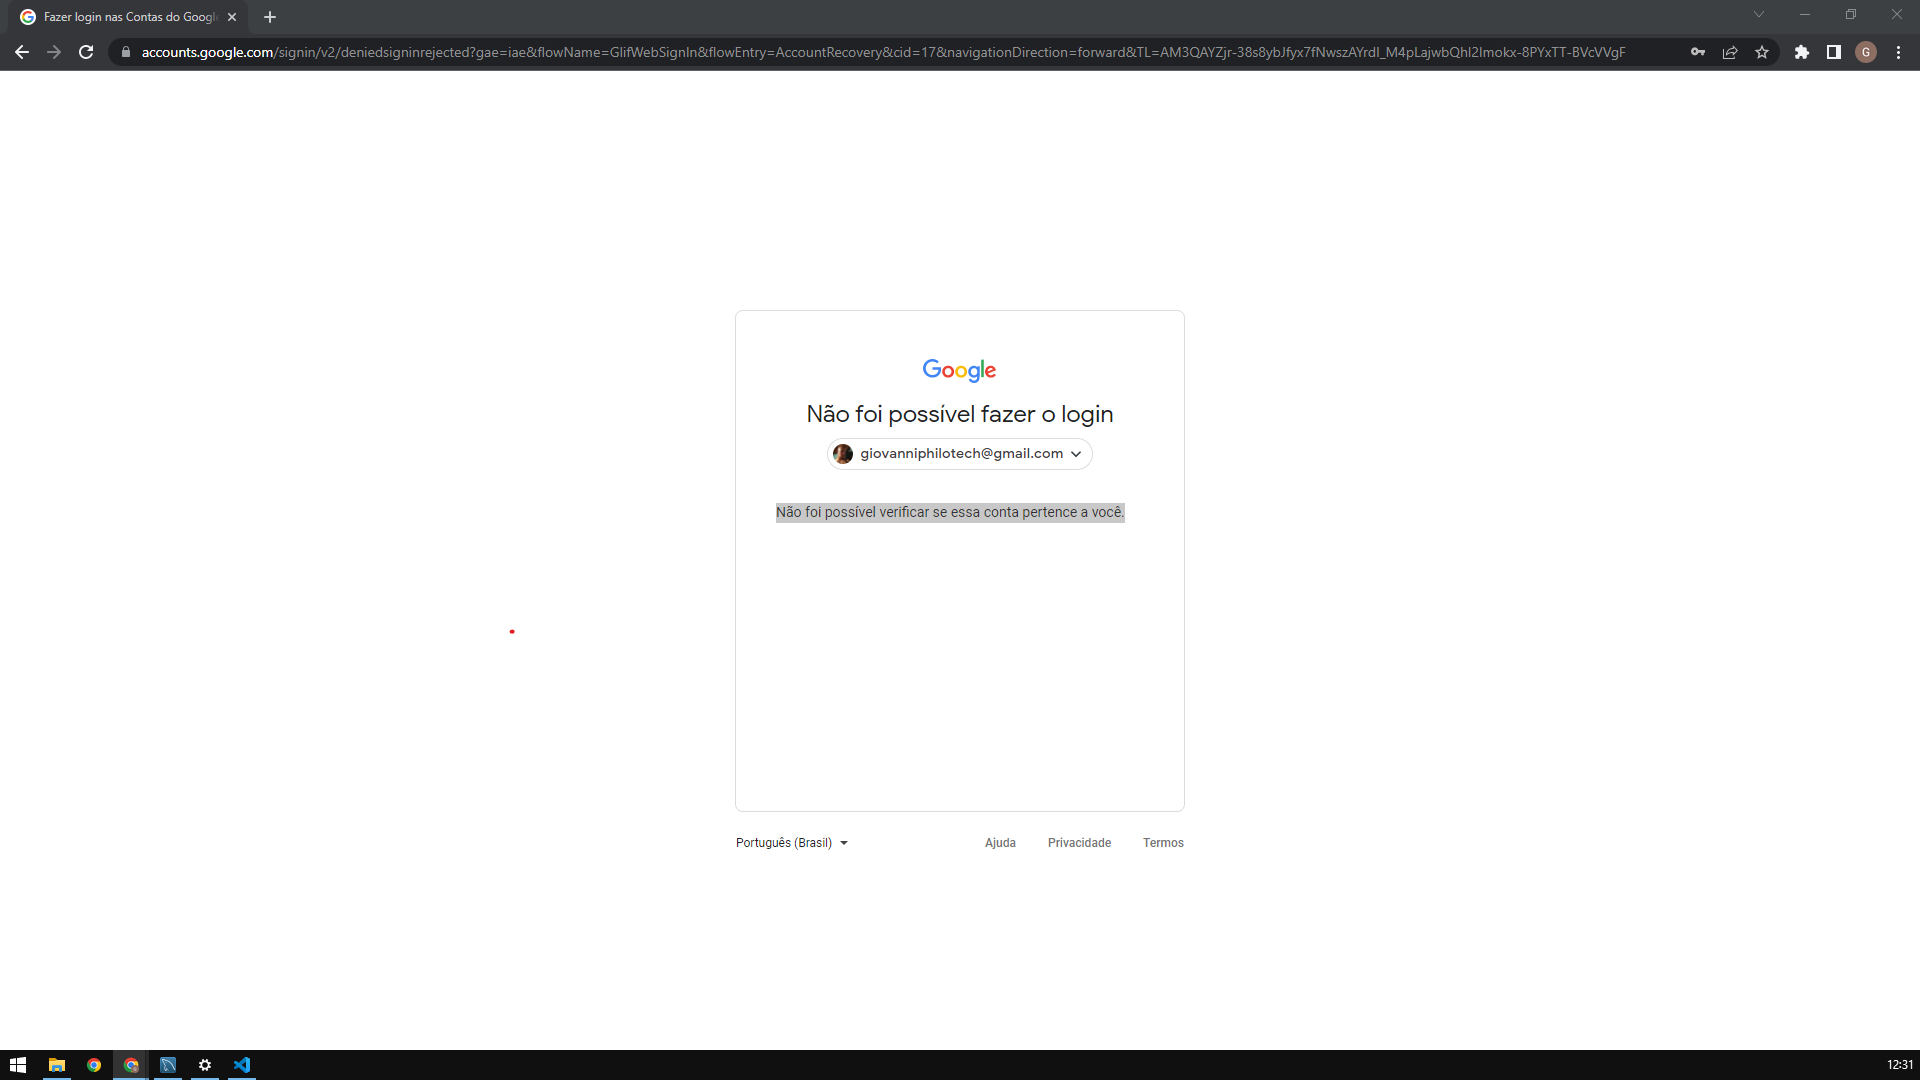 Fazer login nas Contas do Googl
accounts.google.com/signin/v2/deniedsigninrejected?gae=iae&flowName=GlifWebSignIn&flowEntry=AccountRecovery&cid=17&navigationDirection=forward&TL=AM3QAYZjr-38s8ybJfyx7fNwszAYrdI_M4pLajwbQhI2Imokx-8PYxTT-BVcVVgF
G
Google
Não foi possível fazer o login
giovanniphilotech@gmail.com
Não foi possível verificar se essa conta pertence a você.
Português (Brasil)
Ajuda
Privacidade
Termos
12:31